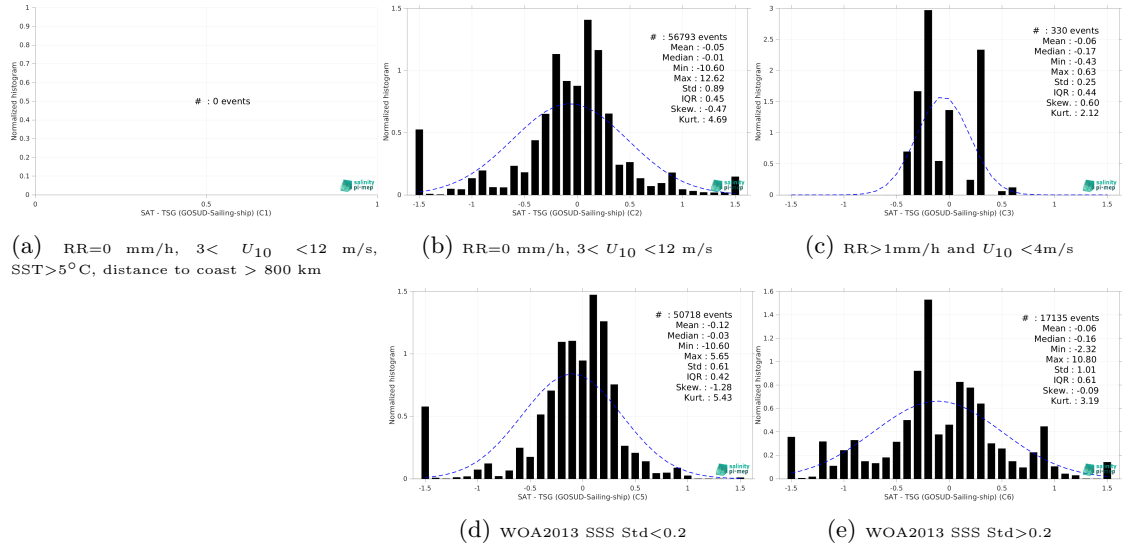 1
0.9
0.8
0.7
0.6
0.5
0.4
0.3
0.2
0.1
0
Normalized histogram
# : 0 events
salinity
pi-mep
0 0.5 1
SAT - TSG (GOSUD-Sailing-ship) (C1)
(a) RR=0 mm/h, 3< U10 <12 m/s,
SST>5°C, distance to coast > 800 km
1.5
1
0.5
0
Normalized histogram
# : 56793 events
Mean : -0.05
Median : -0.01
Min : -10.60
Max : 12.62
Std : 0.89
IQR : 0.45
Skew. : -0.47
Kurt. : 4.69
salinity
pi-mep
-1.5 -1 -0.5 0 0.5 1 1.5
SAT - TSG (GOSUD-Sailing-ship) (C2)
(b) RR=0 mm/h, 3< U10 <12 m/s
3
2.5
2
1.5
1
0.5
0
Normalized histogram
# : 330 events
Mean : -0.06
Median : -0.17
Min : -0.43
Max : 0.63
Std : 0.25
IQR : 0.44
Skew. : 0.60
Kurt. : 2.12
salinity
pi-mep
-1.5 -1 -0.5 0 0.5 1 1.5
SAT - TSG (GOSUD-Sailing-ship) (C3)
(c) RR>1mm/h and U10 <4m/s
1.5
1
0.5
0
Normalized histogram
# : 50718 events
Mean : -0.12
Median : -0.03
Min : -10.60
Max : 5.65
Std : 0.61
IQR : 0.42
Skew. : -1.28
Kurt. : 5.43
salinity
pi-mep
-1.5 -1 -0.5 0 0.5 1 1.5
SAT - TSG (GOSUD-Sailing-ship) (C5)
(d) WOA2013 SSS Std<0.2
1.6
1.4
1.2
1
0.8
0.6
0.4
0.2
0
Normalized histogram
# : 17135 events
Mean : -0.06
Median : -0.16
Min : -2.32
Max : 10.80
Std : 1.01
IQR : 0.61
Skew. : -0.09
Kurt. : 3.19
salinity
pi-mep
-1.5 -1 -0.5 0 0.5 1 1.5
SAT - TSG (GOSUD-Sailing-ship) (C6)
(e) WOA2013 SSS Std>0.2